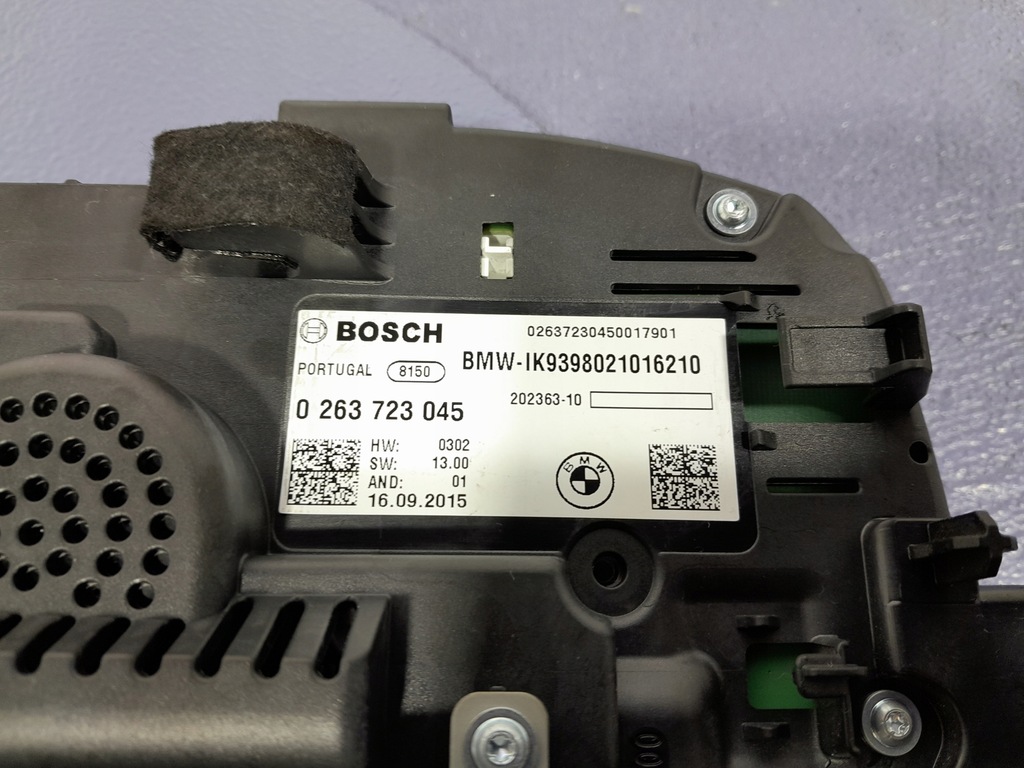 BOSCH
02637230450017901
PORTUGAL 8150
BMW-IK9398021016210
0 263 723 045
202363-10
HW: 0302
SW: 13.00
AND: 01
16.09.2015
BMW